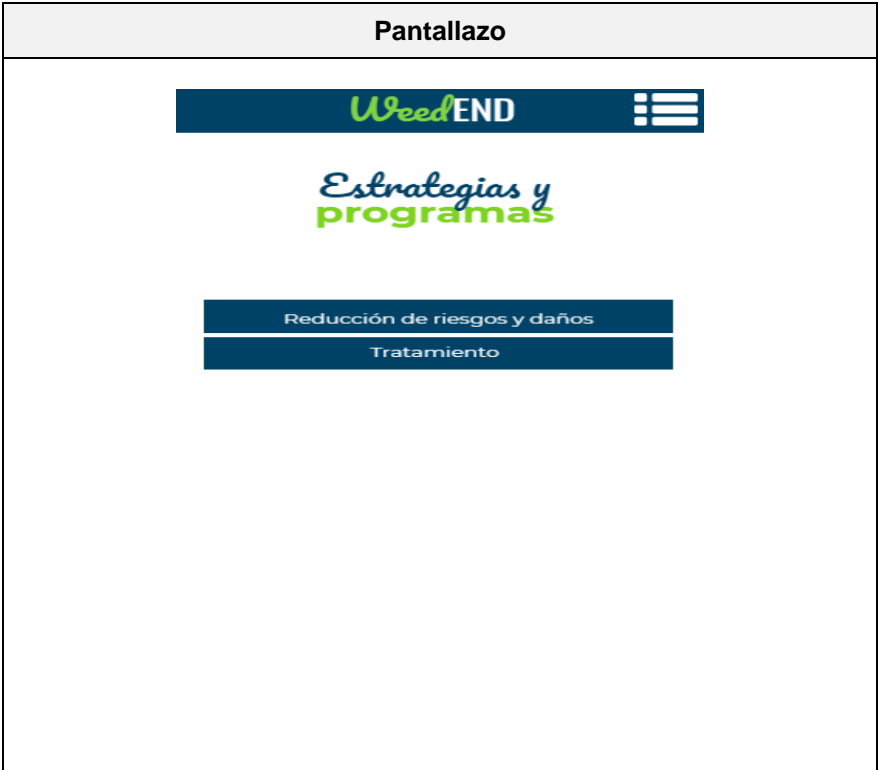 Pantallazo
WeedEND
Estrategias y
programas
Reducción de riesgos y daños
Tratamiento